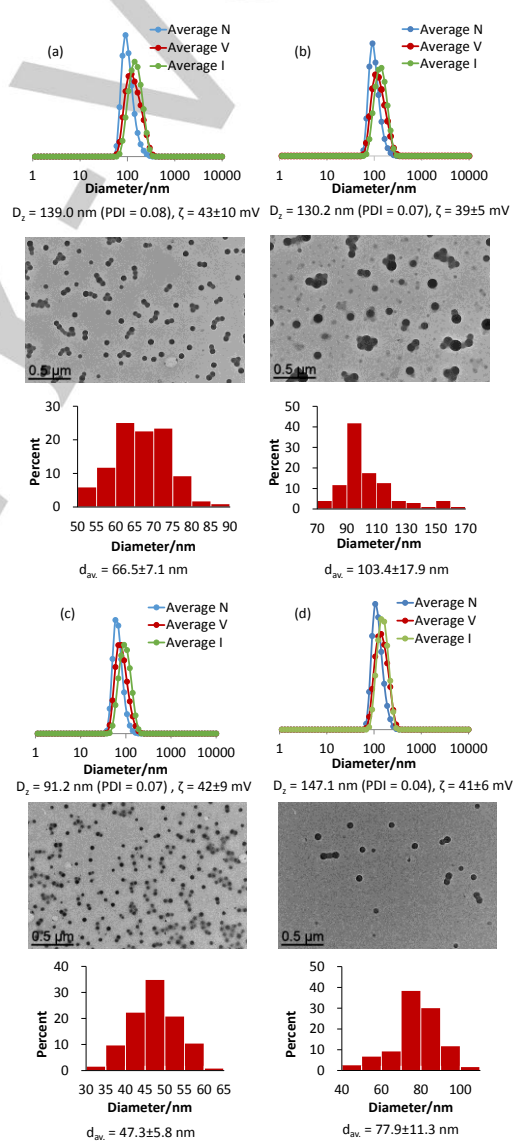 (a)
Average N
Average V
Average I
1 10 100 1000 10000
Diameter/nm
D_z = 139.0 nm (PDI = 0.08), ζ = 43±10 mV
(b)
Average N
Average V
Average I
1 10 100 1000 10000
Diameter/nm
D_z = 130.2 nm (PDI = 0.07), ζ = 39±5 mV
0.5 µm
0.5 µm
30
20
10
0
Percent
50 55 60 65 70 75 80 85 90
Diameter/nm
d_av. = 66.5±7.1 nm
50
40
30
20
10
0
Percent
70 90 110 130 150 170
Diameter/nm
d_av. = 103.4±17.9 nm
(c)
Average N
Average V
Average I
1 10 100 1000 10000
Diameter/nm
D_z = 91.2 nm (PDI = 0.07) , ζ = 42±9 mV
(d)
Average N
Average V
Average I
1 10 100 1000 10000
Diameter/nm
D_z = 147.1 nm (PDI = 0.04), ζ = 41±6 mV
0.5 µm
0.5 µm
40
30
20
10
0
Percent
30 35 40 45 50 55 60 65
Diameter/nm
d_av. = 47.3±5.8 nm
50
40
30
20
10
0
Percent
40 60 80 100
Diameter/nm
d_av. = 77.9±11.3 nm